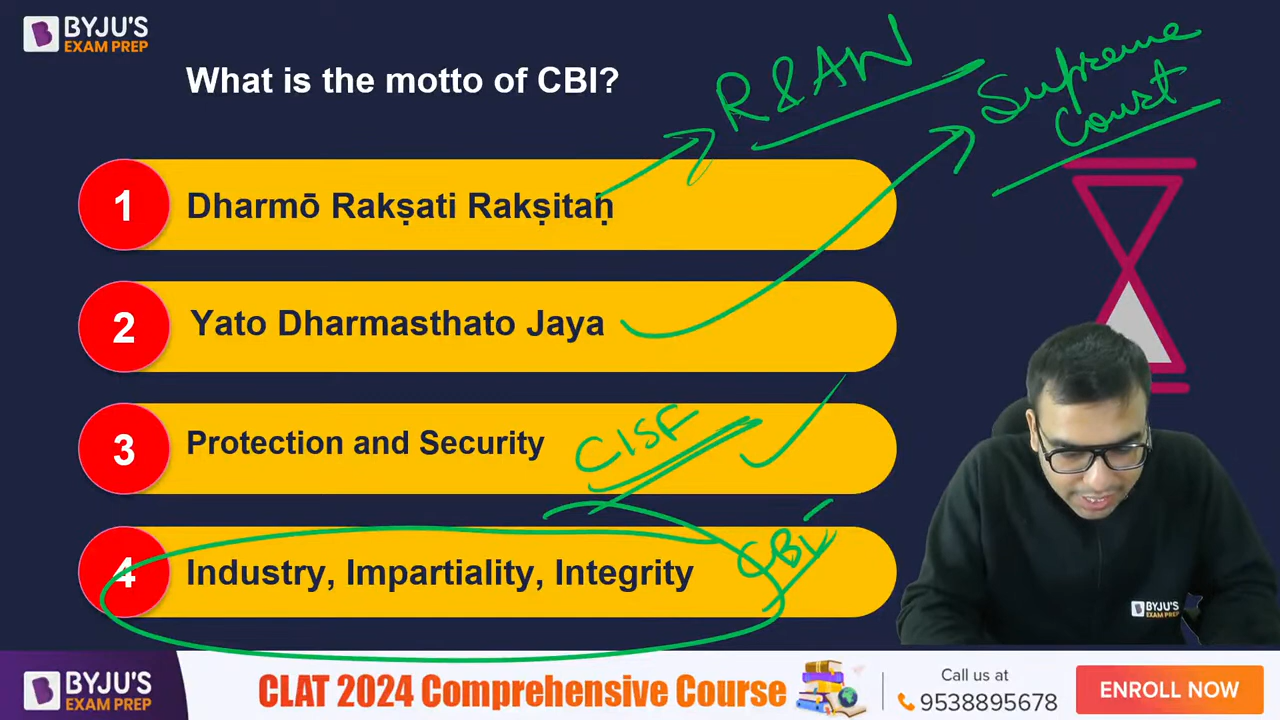 BYJU'S
EXAM PREP
What is the motto of CBI?
R&AW
Supreme
Court
1
Dharmō Rakṣati Rakṣitaḥ
2
Yato Dharmasthato Jaya
3
Protection and Security
CISF
4
Industry, Impartiality, Integrity
CBI
BYJU'S
EXAM PREP
BYJU'S
EXAM PREP
CLAT 2024 Comprehensive Course
Call us at
9538895678
ENROLL NOW